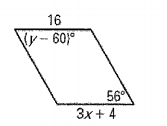 16
(y – 60)°
56°
3x + 4